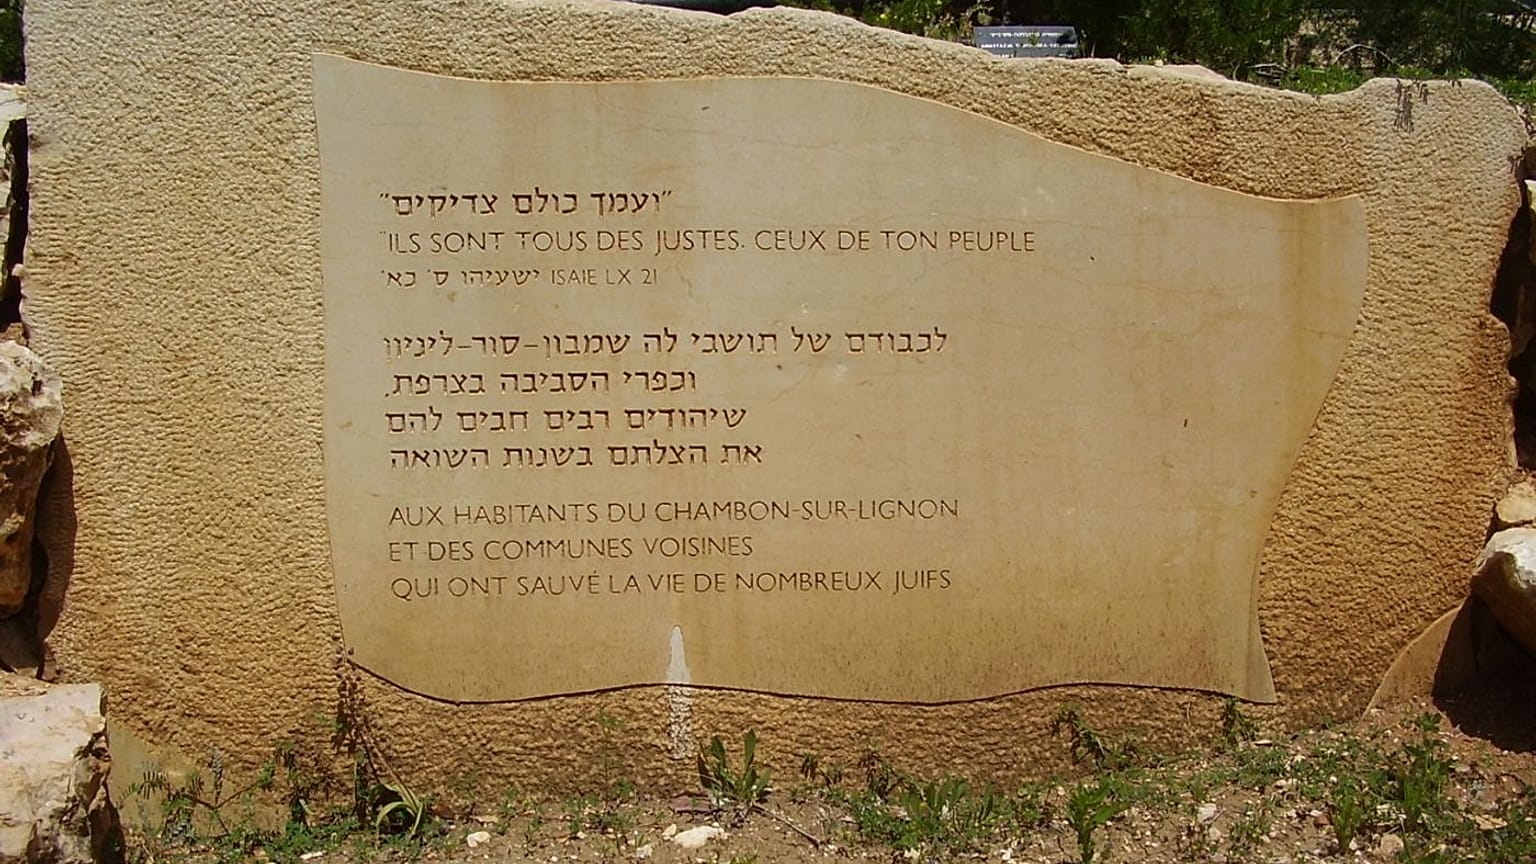 "ועמך כולם צדיקים"
"ILS SONT TOUS DES JUSTES. CEUX DE TON PEUPLE
ישעיהו ס' כא' ISAIE LX 21
לכבודם של תושבי לה שמבון-סור-ליניון
וכפרי הסביבה בצרפת,
שיהודים רבים חבים להם
את הצלתם בשנות השואה
AUX HABITANTS DU CHAMBON-SUR-LIGNON
ET DES COMMUNES VOISINES
QUI ONT SAUVÉ LA VIE DE NOMBREUX JUIFS